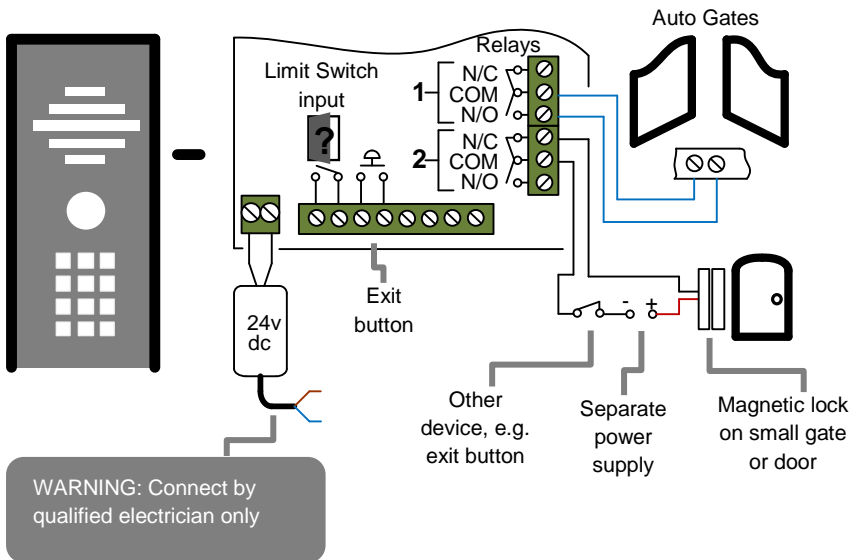 Auto Gates
Relays
Limit Switch
input
?
1
N/C
COM
N/O
2
N/C
COM
N/O
24v
dc
Exit
button
- +
Other
device, e.g.
exit button
Separate
power
supply
Magnetic lock
on small gate
or door
WARNING: Connect by
qualified electrician only